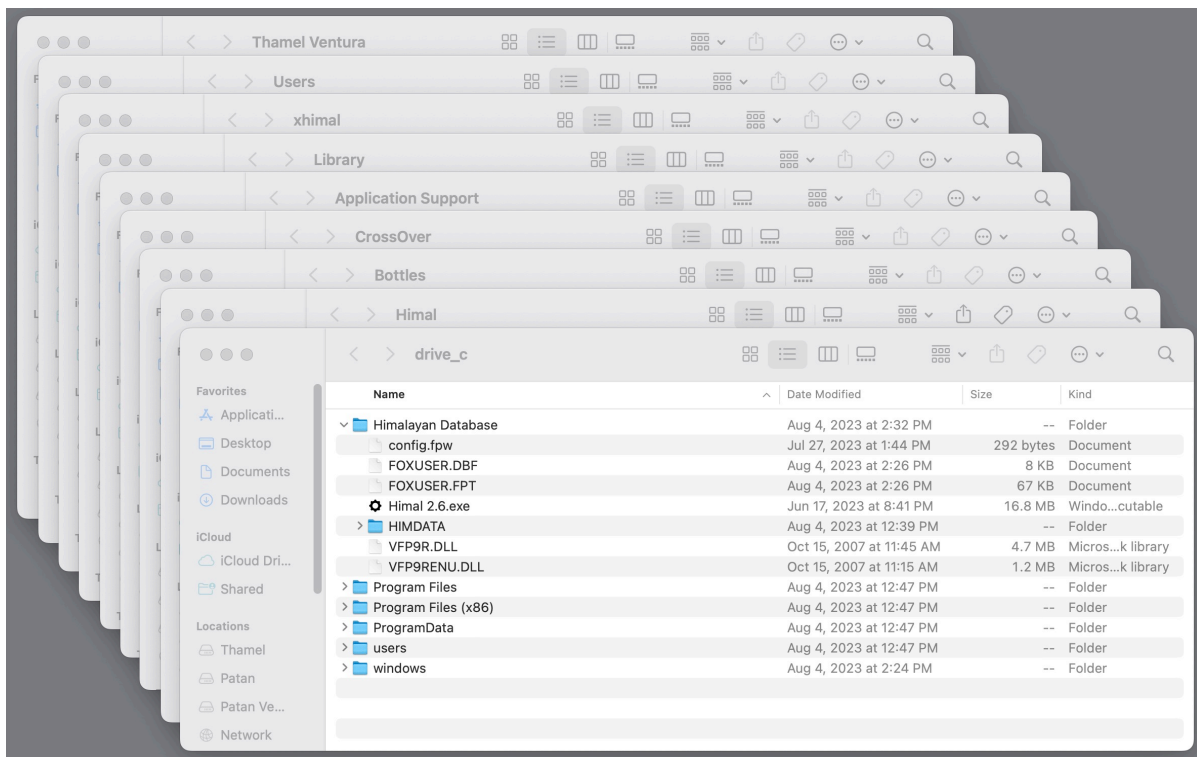 Thamel Ventura
Users
xhimal
Library
Application Support
CrossOver
Bottles
Himal
drive_c
Favorites
Applicati...
Desktop
Documents
Downloads
iCloud
iCloud Dri...
Shared
Locations
Thamel
Patan
Patan Ve...
Network
Name Date Modified Size Kind
Himalayan Database Aug 4, 2023 at 2:32 PM -- Folder
config.fpw Jul 27, 2023 at 1:44 PM 292 bytes Document
FOXUSER.DBF Aug 4, 2023 at 2:26 PM 8 KB Document
FOXUSER.FPT Aug 4, 2023 at 2:26 PM 67 KB Document
Himal 2.6.exe Jun 17, 2023 at 8:41 PM 16.8 MB Windo...cutable
HIMDATA Aug 4, 2023 at 12:39 PM -- Folder
VFP9R.DLL Oct 15, 2007 at 11:45 AM 4.7 MB Micros...k library
VFP9RENU.DLL Oct 15, 2007 at 11:15 AM 1.2 MB Micros...k library
Program Files Aug 4, 2023 at 12:47 PM -- Folder
Program Files (x86) Aug 4, 2023 at 12:47 PM -- Folder
ProgramData Aug 4, 2023 at 12:47 PM -- Folder
users Aug 4, 2023 at 12:47 PM -- Folder
windows Aug 4, 2023 at 2:24 PM -- Folder